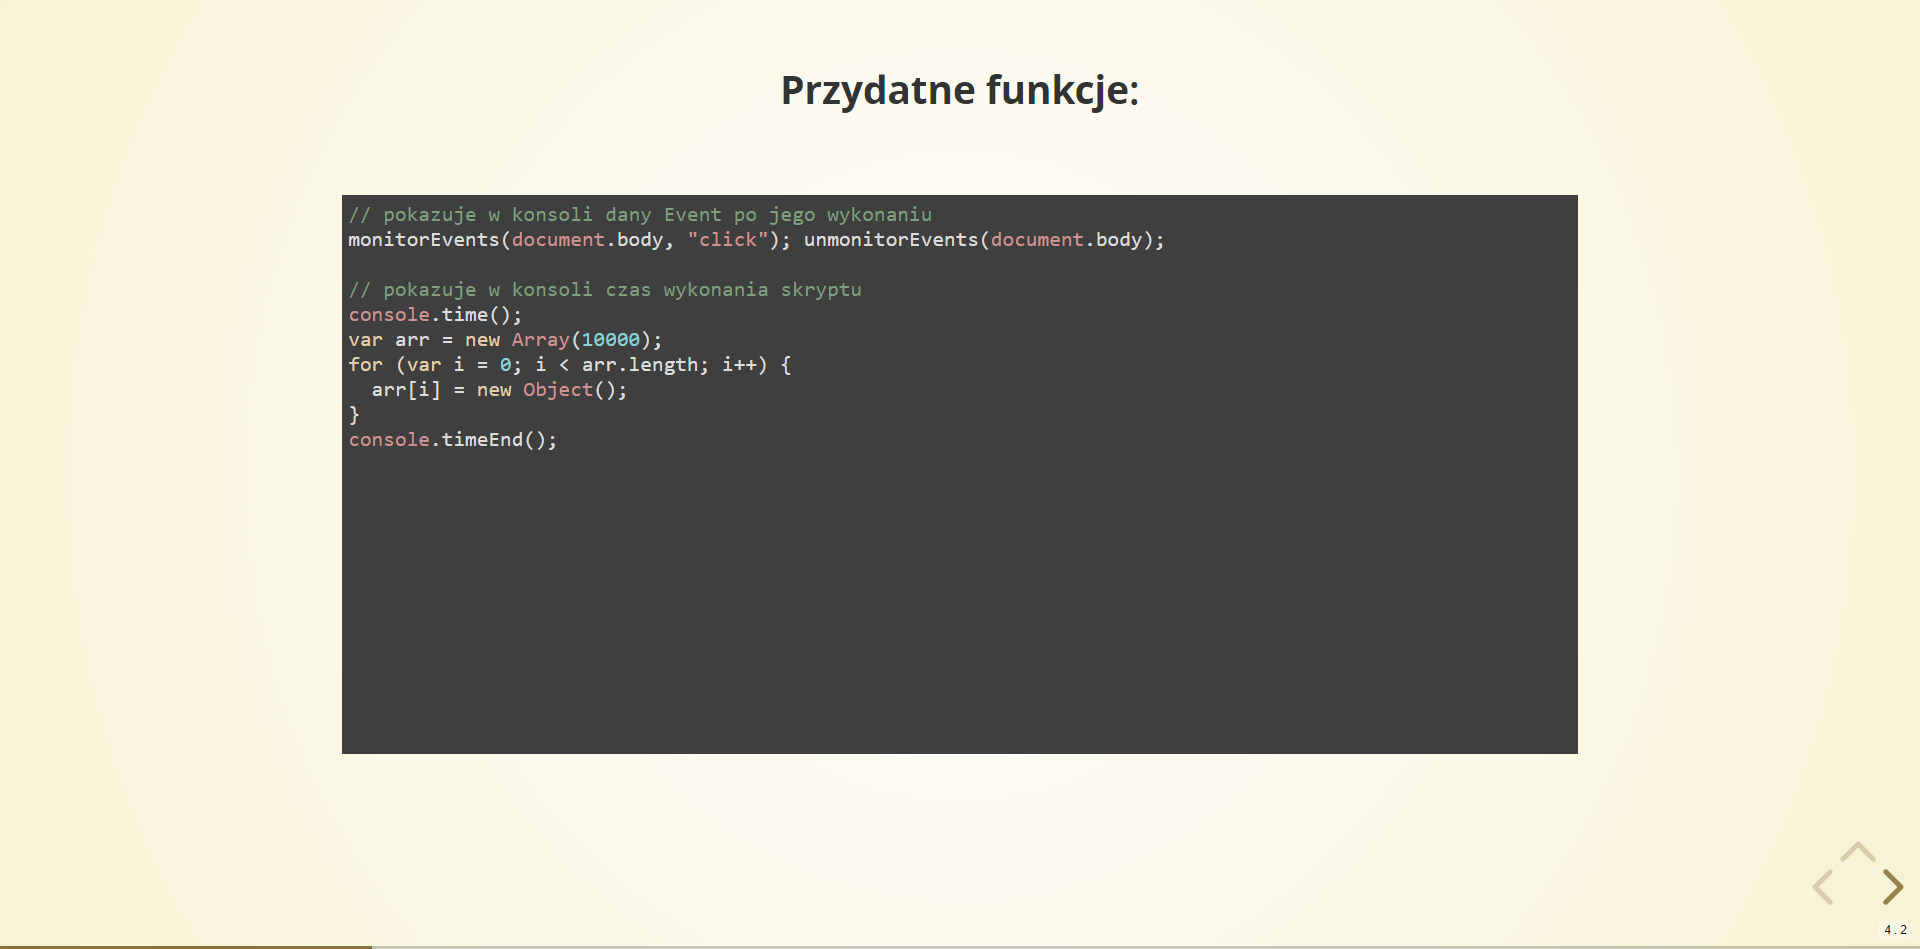 Przydatne funkcje:
// pokazuje w konsoli dany Event po jego wykonaniu
monitorEvents(document.body, "click"); unmonitorEvents(document.body);
// pokazuje w konsoli czas wykonania skryptu
console.time();
var arr = new Array(10000);
for (var i = 0; i < arr.length; i++) {
  arr[i] = new Object();
}
console.timeEnd();
4.2